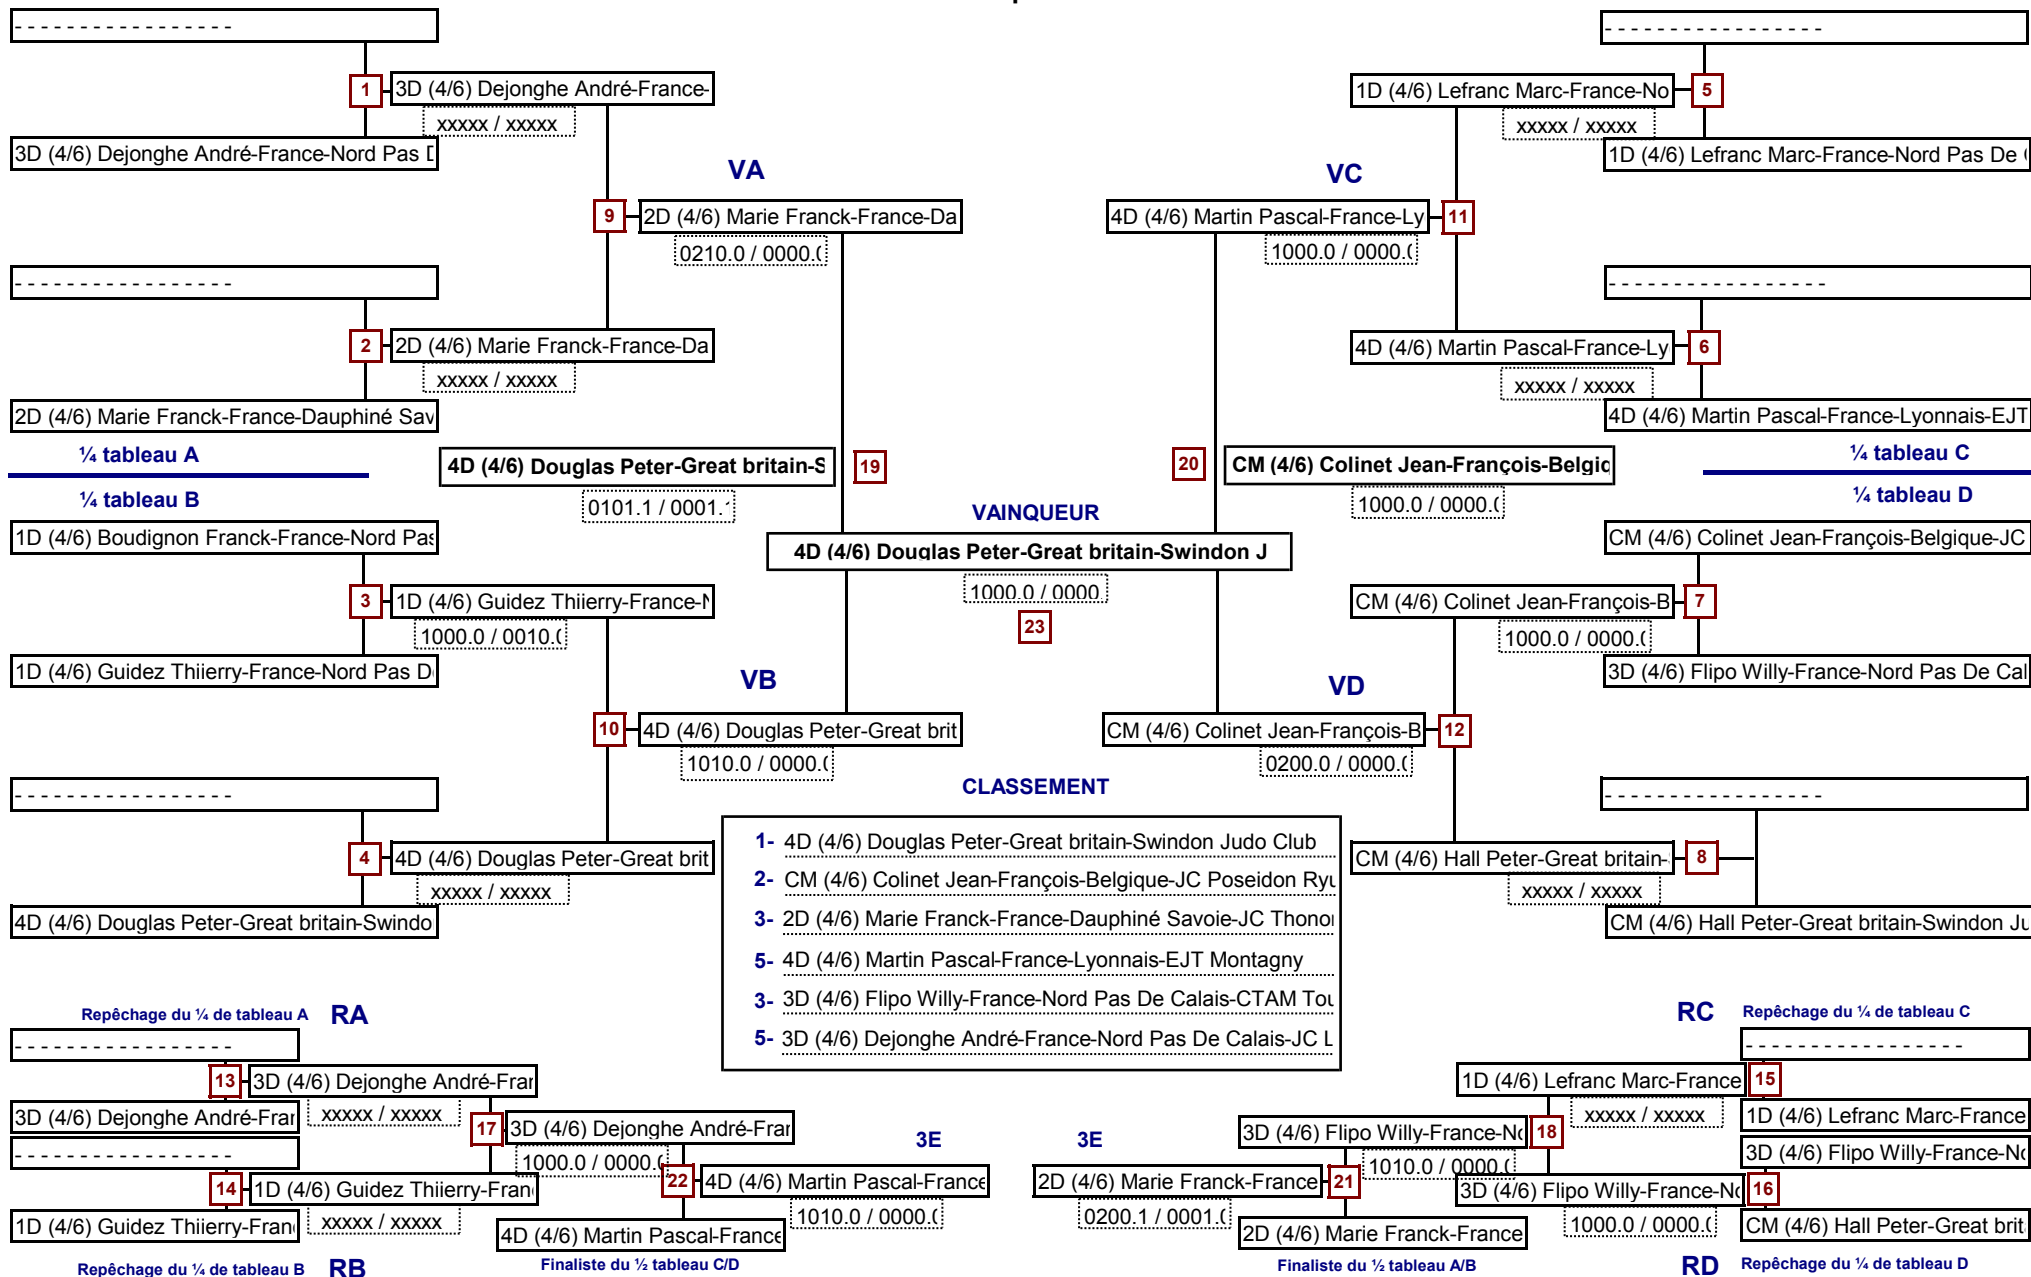 - - - - - - - - - - - - - - - - -
1
3D (4/6) Dejonghe André-France-
xxxxx / xxxxx
3D (4/6) Dejonghe André-France-Nord Pas
VA
9
2D (4/6) Marie Franck-France-Da
0210.0 / 0000.
- - - - - - - - - - - - - - - - -
2
2D (4/6) Marie Franck-France-Da
xxxxx / xxxxx
2D (4/6) Marie Franck-France-Dauphiné Sav
¼ tableau A
¼ tableau B
4D (4/6) Douglas Peter-Great britain-S
19
0101.1 / 0001.
1D (4/6) Boudignon Franck-France-Nord Pas
3
1D (4/6) Guidez Thiierry-France-
1000.0 / 0010.
1D (4/6) Guidez Thiierry-France-Nord Pas D
VB
10
4D (4/6) Douglas Peter-Great brit
1010.0 / 0000.
- - - - - - - - - - - - - - - - -
4
4D (4/6) Douglas Peter-Great brit
xxxxx / xxxxx
4D (4/6) Douglas Peter-Great britain-Swindo
- - - - - - - - - - - - - - - - -
1D (4/6) Lefranc Marc-France-No
5
xxxxx / xxxxx
1D (4/6) Lefranc Marc-France-Nord Pas De
VC
4D (4/6) Martin Pascal-France-Ly
11
1000.0 / 0000.
- - - - - - - - - - - - - - - - -
4D (4/6) Martin Pascal-France-Ly
6
xxxxx / xxxxx
4D (4/6) Martin Pascal-France-Lyonnais-EJT
¼ tableau C
¼ tableau D
20
CM (4/6) Colinet Jean-François-Belgiq
1000.0 / 0000.
CM (4/6) Colinet Jean-François-Belgique-JC
CM (4/6) Colinet Jean-François-B
7
1000.0 / 0000.
3D (4/6) Flipo Willy-France-Nord Pas De Cal
VD
CM (4/6) Colinet Jean-François-B
12
0200.0 / 0000.
- - - - - - - - - - - - - - - - -
CM (4/6) Hall Peter-Great britain-
8
xxxxx / xxxxx
CM (4/6) Hall Peter-Great britain-Swindon Ju
VAINQUEUR
4D (4/6) Douglas Peter-Great britain-Swindon J
1000.0 / 0000.
23
CLASSEMENT
1- 4D (4/6) Douglas Peter-Great britain-Swindon Judo Club
2- CM (4/6) Colinet Jean-François-Belgique-JC Poseidon Ryu
3- 2D (4/6) Marie Franck-France-Dauphiné Savoie-JC Thonon
5- 4D (4/6) Martin Pascal-France-Lyonnais-EJT Montagny
3- 3D (4/6) Flipo Willy-France-Nord Pas De Calais-CTAM Tou
5- 3D (4/6) Dejonghe André-France-Nord Pas De Calais-JC L
Repêchage du ¼ de tableau A RA
- - - - - - - - - - - - - - - - -
13
3D (4/6) Dejonghe André-Fran
3D (4/6) Dejonghe André-Fran
xxxxx / xxxxx
- - - - - - - - - - - - - - - - -
17
3D (4/6) Dejonghe André-Fran
1000.0 / 0000.
14
1D (4/6) Guidez Thiierry-Fran
1D (4/6) Guidez Thiierry-Fran
xxxxx / xxxxx
22
4D (4/6) Martin Pascal-France
1010.0 / 0000.
4D (4/6) Martin Pascal-France
3E
Repêchage du ¼ de tableau B RB
Finaliste du ½ tableau C/D
RC Repêchage du ¼ de tableau C
- - - - - - - - - - - - - - - - -
1D (4/6) Lefranc Marc-France
15
xxxxx / xxxxx
1D (4/6) Lefranc Marc-France
3E
3D (4/6) Flipo Willy-France-No
18
1010.0 / 0000.
3D (4/6) Flipo Willy-France-No
2D (4/6) Marie Franck-France
21
0200.1 / 0001.
3D (4/6) Flipo Willy-France-No
16
1000.0 / 0000.
CM (4/6) Hall Peter-Great brit
2D (4/6) Marie Franck-France
Finaliste du ½ tableau A/B
RD Repêchage du ¼ de tableau D